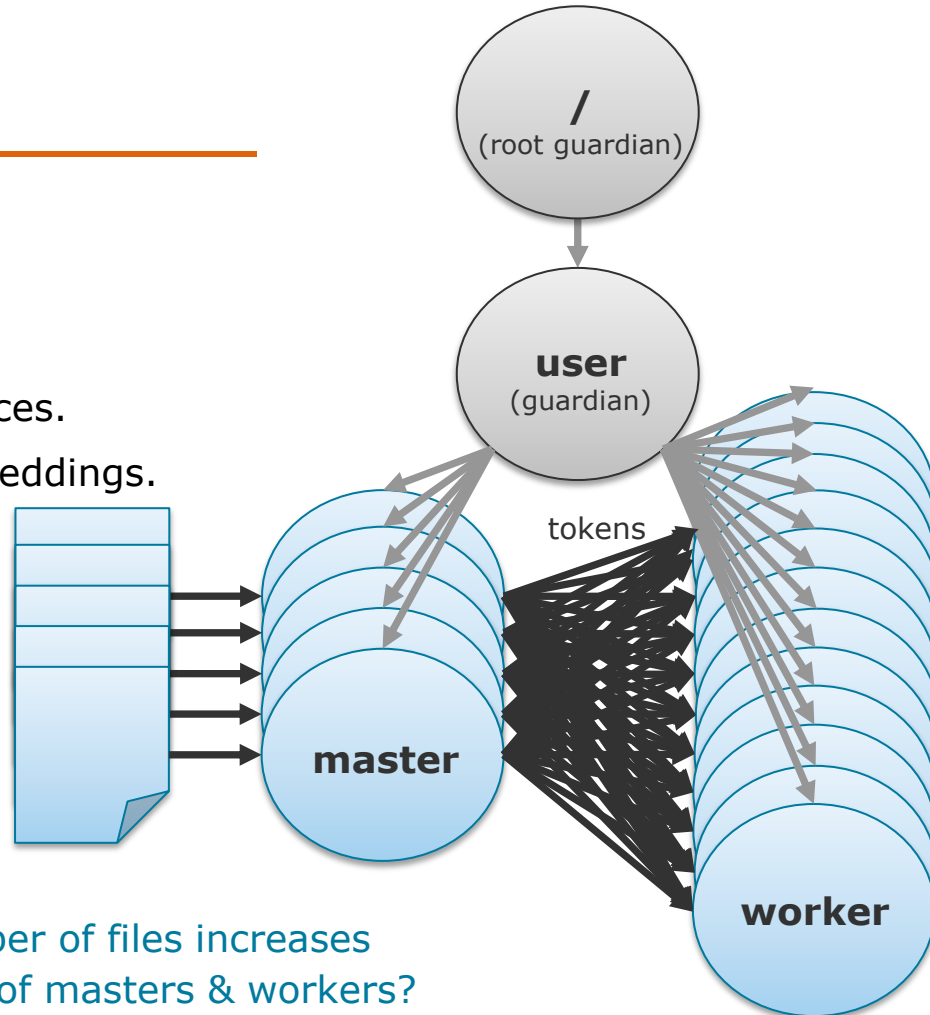 /
(root guardian)
user
(guardian)
ces.
eddings.
tokens
master
worker
ber of files increases
of masters & workers?